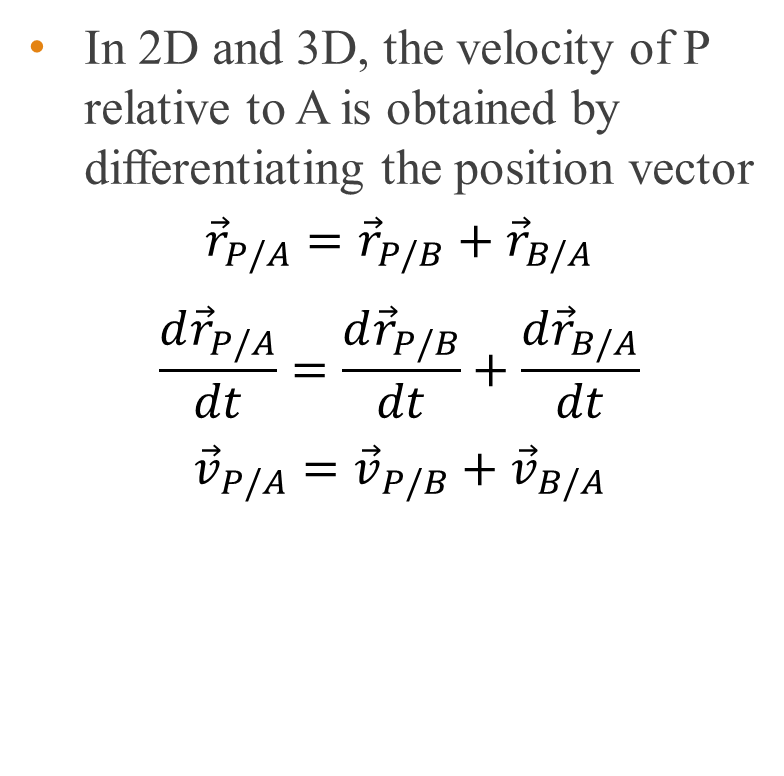 • In 2D and 3D, the velocity of P
relative to A is obtained by
differentiating the position vector
$\vec{r}_{P/A} = \vec{r}_{P/B} + \vec{r}_{B/A}$
$\frac{d\vec{r}_{P/A}}{dt} = \frac{d\vec{r}_{P/B}}{dt} + \frac{d\vec{r}_{B/A}}{dt}$
$\vec{v}_{P/A} = \vec{v}_{P/B} + \vec{v}_{B/A}$